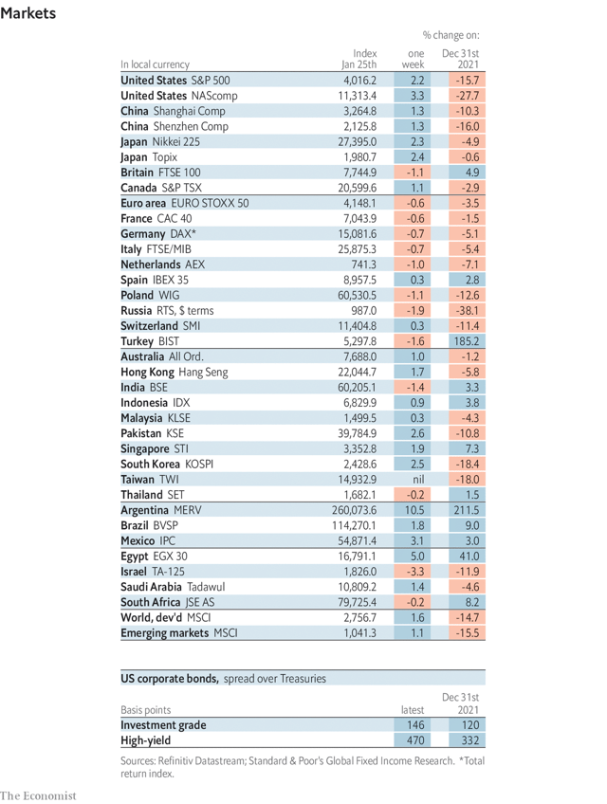 Markets
% change on:
Index one Dec 31st
In local currency Jan 25th week 2021
United States S&P 500 4,016.2 2.2 -15.7
United States NAScomp 11,313.4 3.3 -27.7
China Shanghai Comp 3,264.8 1.3 -10.3
China Shenzhen Comp 2,125.8 1.3 -16.0
Japan Nikkei 225 27,395.0 2.3 -4.9
Japan Topix 1,980.7 2.4 -0.6
Britain FTSE 100 7,744.9 -1.1 4.9
Canada S&P TSX 20,599.6 1.1 -2.9
Euro area EURO STOXX 50 4,148.1 -0.6 -3.5
France CAC 40 7,043.9 -0.6 -1.5
Germany DAX* 15,081.6 -0.7 -5.1
Italy FTSE/MIB 25,875.3 -0.7 -5.4
Netherlands AEX 741.3 -1.0 -7.1
Spain IBEX 35 8,957.5 0.3 2.8
Poland WIG 60,530.5 -1.1 -12.6
Russia RTS, $ terms 987.0 -1.9 -38.1
Switzerland SMI 11,404.8 0.3 -11.4
Turkey BIST 5,297.8 -1.6 185.2
Australia All Ord. 7,688.0 1.0 -1.2
Hong Kong Hang Seng 22,044.7 1.7 -5.8
India BSE 60,205.1 -1.4 3.3
Indonesia IDX 6,829.9 0.9 3.8
Malaysia KLSE 1,499.5 0.3 -4.3
Pakistan KSE 39,784.9 2.6 -10.8
Singapore STI 3,352.8 1.9 7.3
South Korea KOSPI 2,428.6 2.5 -18.4
Taiwan TWI 14,932.9 nil -18.0
Thailand SET 1,682.1 -0.2 1.5
Argentina MERV 260,073.6 10.5 211.5
Brazil BVSP 114,270.1 1.8 9.0
Mexico IPC 54,871.4 3.1 3.0
Egypt EGX 30 16,791.1 5.0 41.0
Israel TA-125 1,826.0 -3.3 -11.9
Saudi Arabia Tadawul 10,809.2 1.4 -4.6
South Africa JSE AS 79,725.4 -0.2 8.2
World, dev'd MSCI 2,756.7 1.6 -14.7
Emerging markets MSCI 1,041.3 1.1 -15.5
US corporate bonds, spread over Treasuries
Dec 31st
Basis points latest 2021
Investment grade 146 120
High-yield 470 332
Sources: Refinitiv Datastream; Standard & Poor's Global Fixed Income Research. *Total
return index.
The Economist